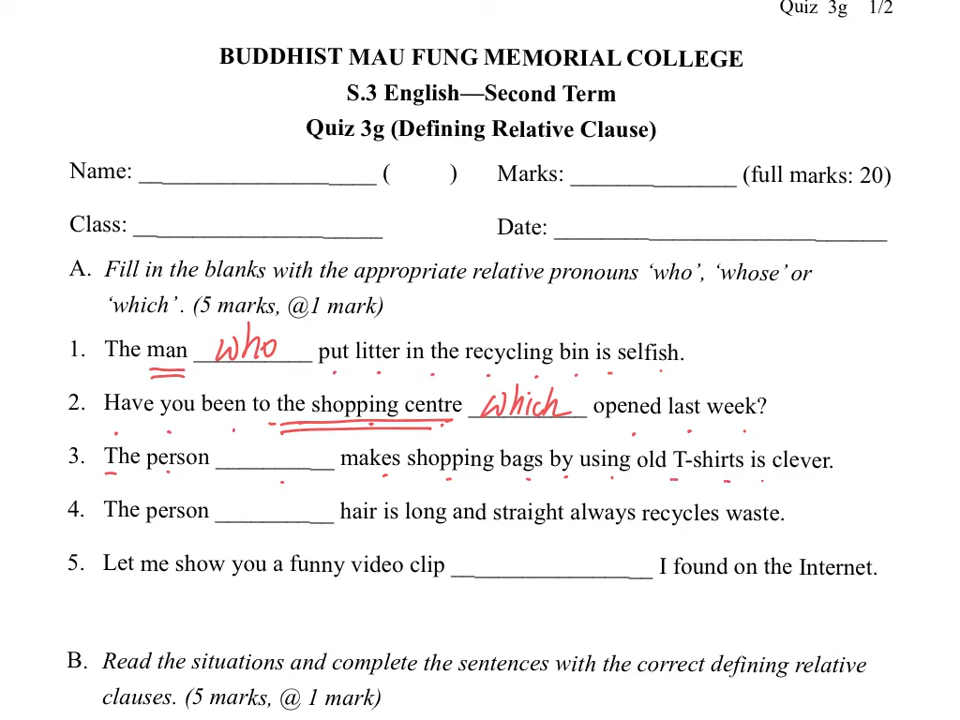 Quiz 3g 1/2
BUDDHIST MAU FUNG MEMORIAL COLLEGE
S.3 English—Second Term
Quiz 3g (Defining Relative Clause)
Name: ____________________ ( ) Marks: ______________ (full marks: 20)
Class: _____________________ Date: ____________________________
A. Fill in the blanks with the appropriate relative pronouns ‘who’, ‘whose’ or
‘which’. (5 marks, @1 mark)
1. The man who put litter in the recycling bin is selfish.
2. Have you been to the shopping centre which opened last week?
3. The person __________ makes shopping bags by using old T-shirts is clever.
4. The person __________ hair is long and straight always recycles waste.
5. Let me show you a funny video clip _________________ I found on the Internet.
B. Read the situations and complete the sentences with the correct defining relative
clauses. (5 marks, @ 1 mark)